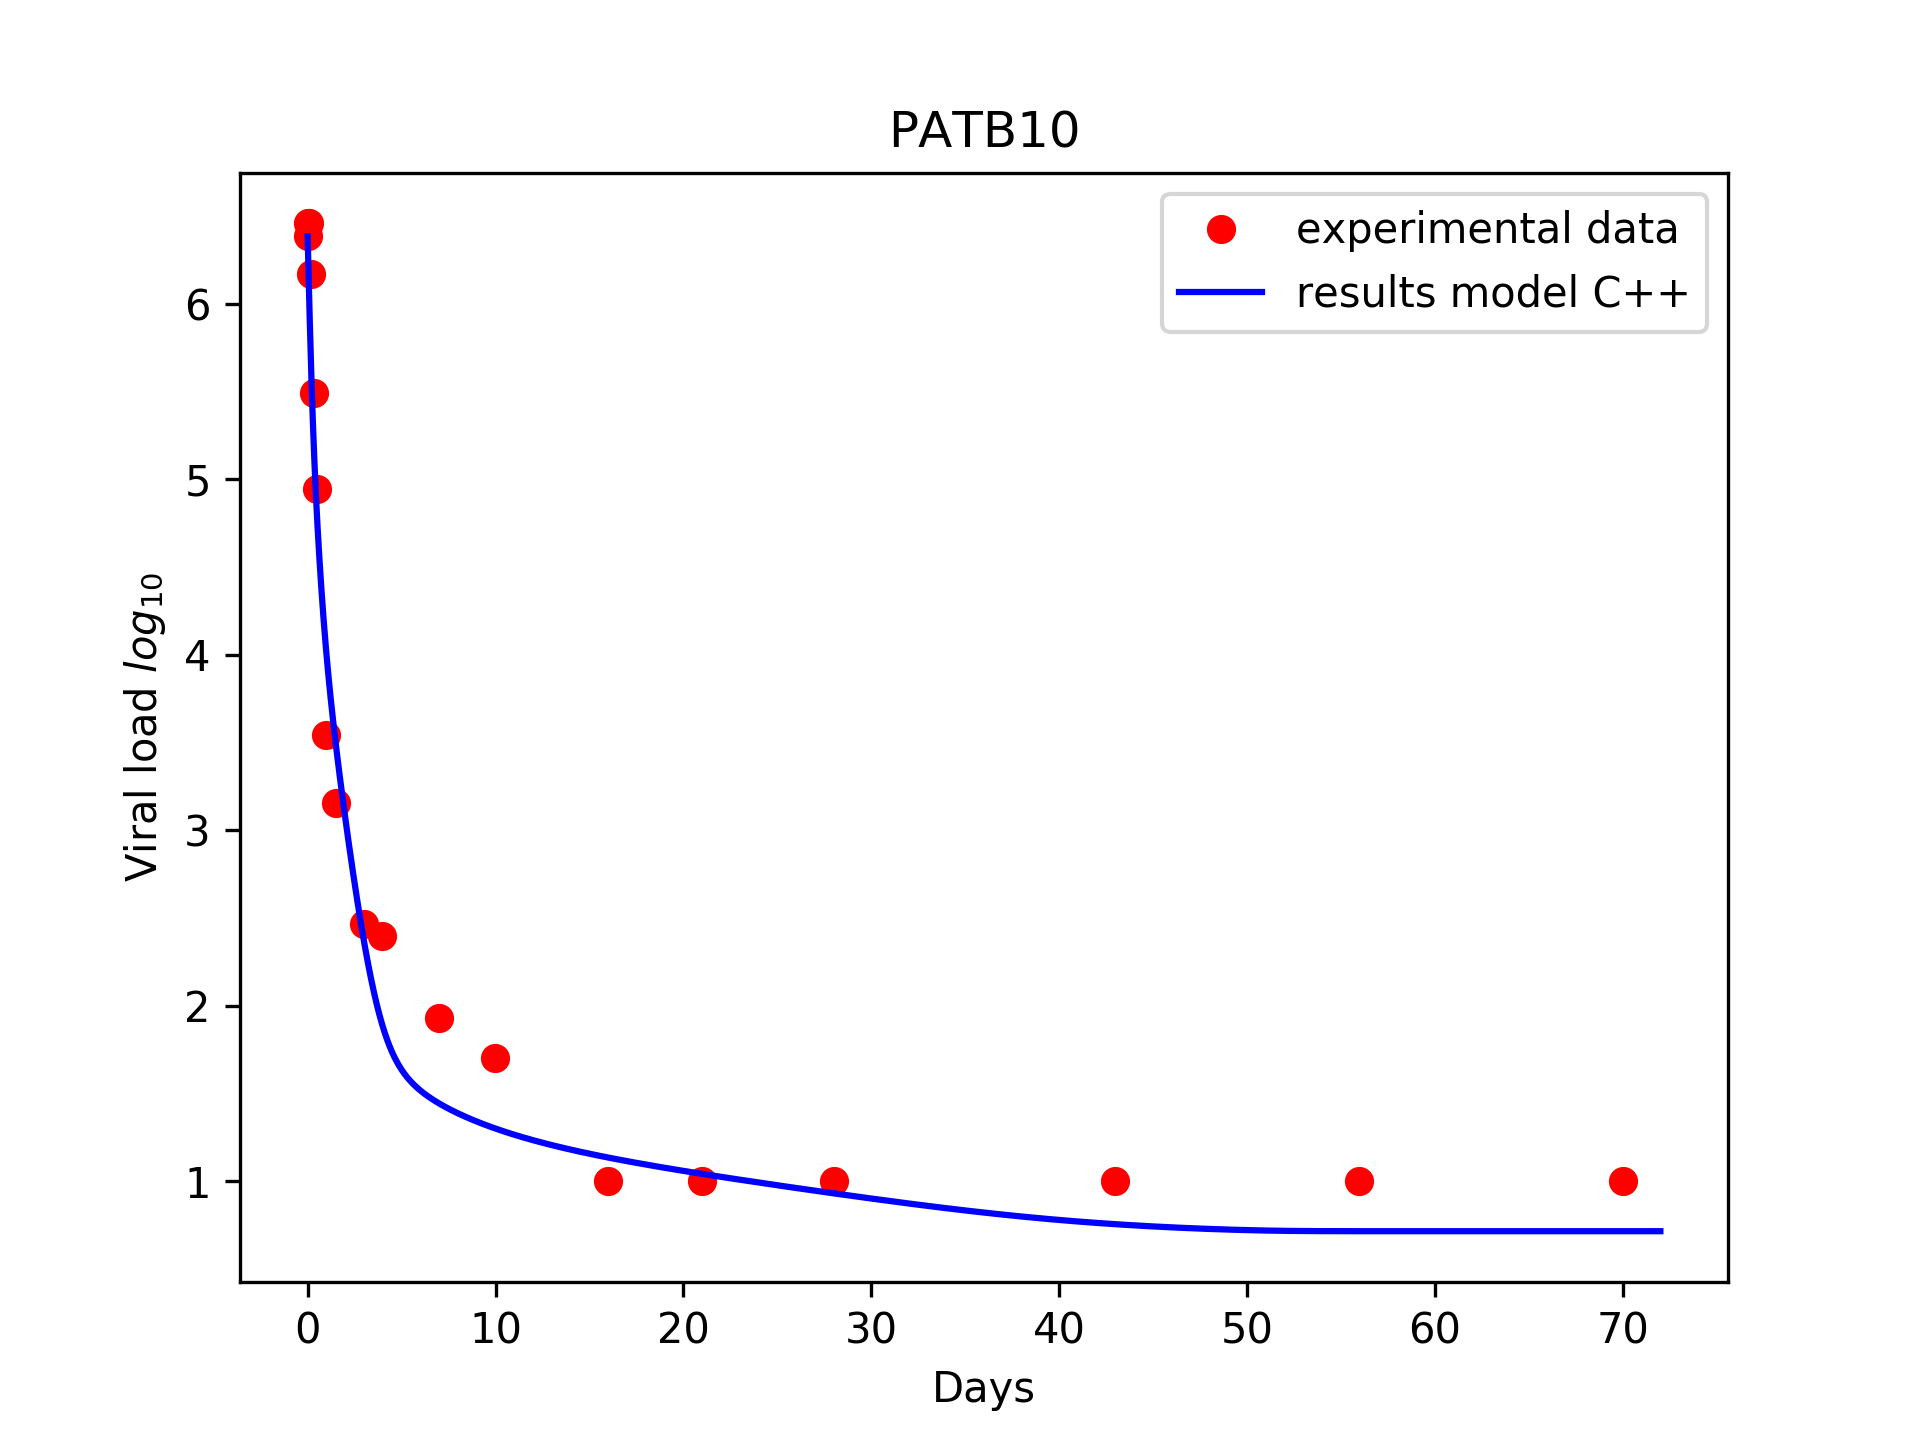 PATB10
experimental data
results model C++
Viral load log₁₀
6
5
4
3
2
1
0 10 20 30 40 50 60 70
Days